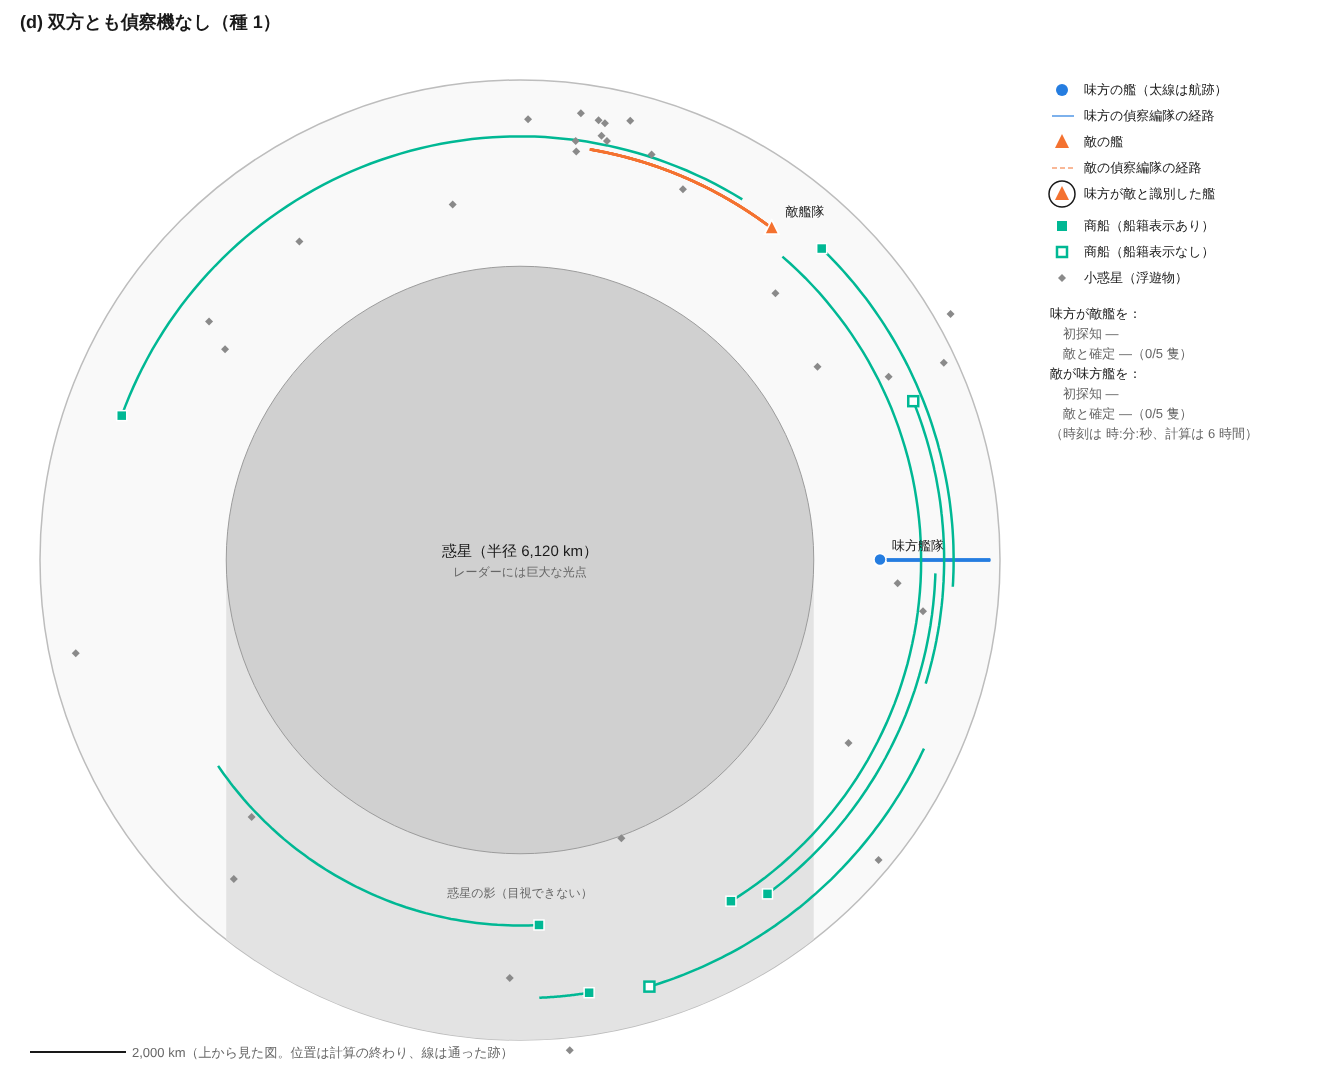 (d) 双方とも偵察機なし（種 1）
味方の艦（太線は航跡）
味方の偵察編隊の経路
敵の艦
敵の偵察編隊の経路
味方が敵と識別した艦
商船（船籍表示あり）
商船（船籍表示なし）
小惑星（浮遊物）
味方が敵艦を：
初探知 —
敵と確定 —（0/5 隻）
敵が味方艦を：
初探知 —
敵と確定 —（0/5 隻）
（時刻は 時:分:秒、計算は 6 時間）
敵艦隊
味方艦隊
惑星（半径 6,120 km）
レーダーには巨大な光点
惑星の影（目視できない）
2,000 km（上から見た図。位置は計算の終わり、線は通った跡）